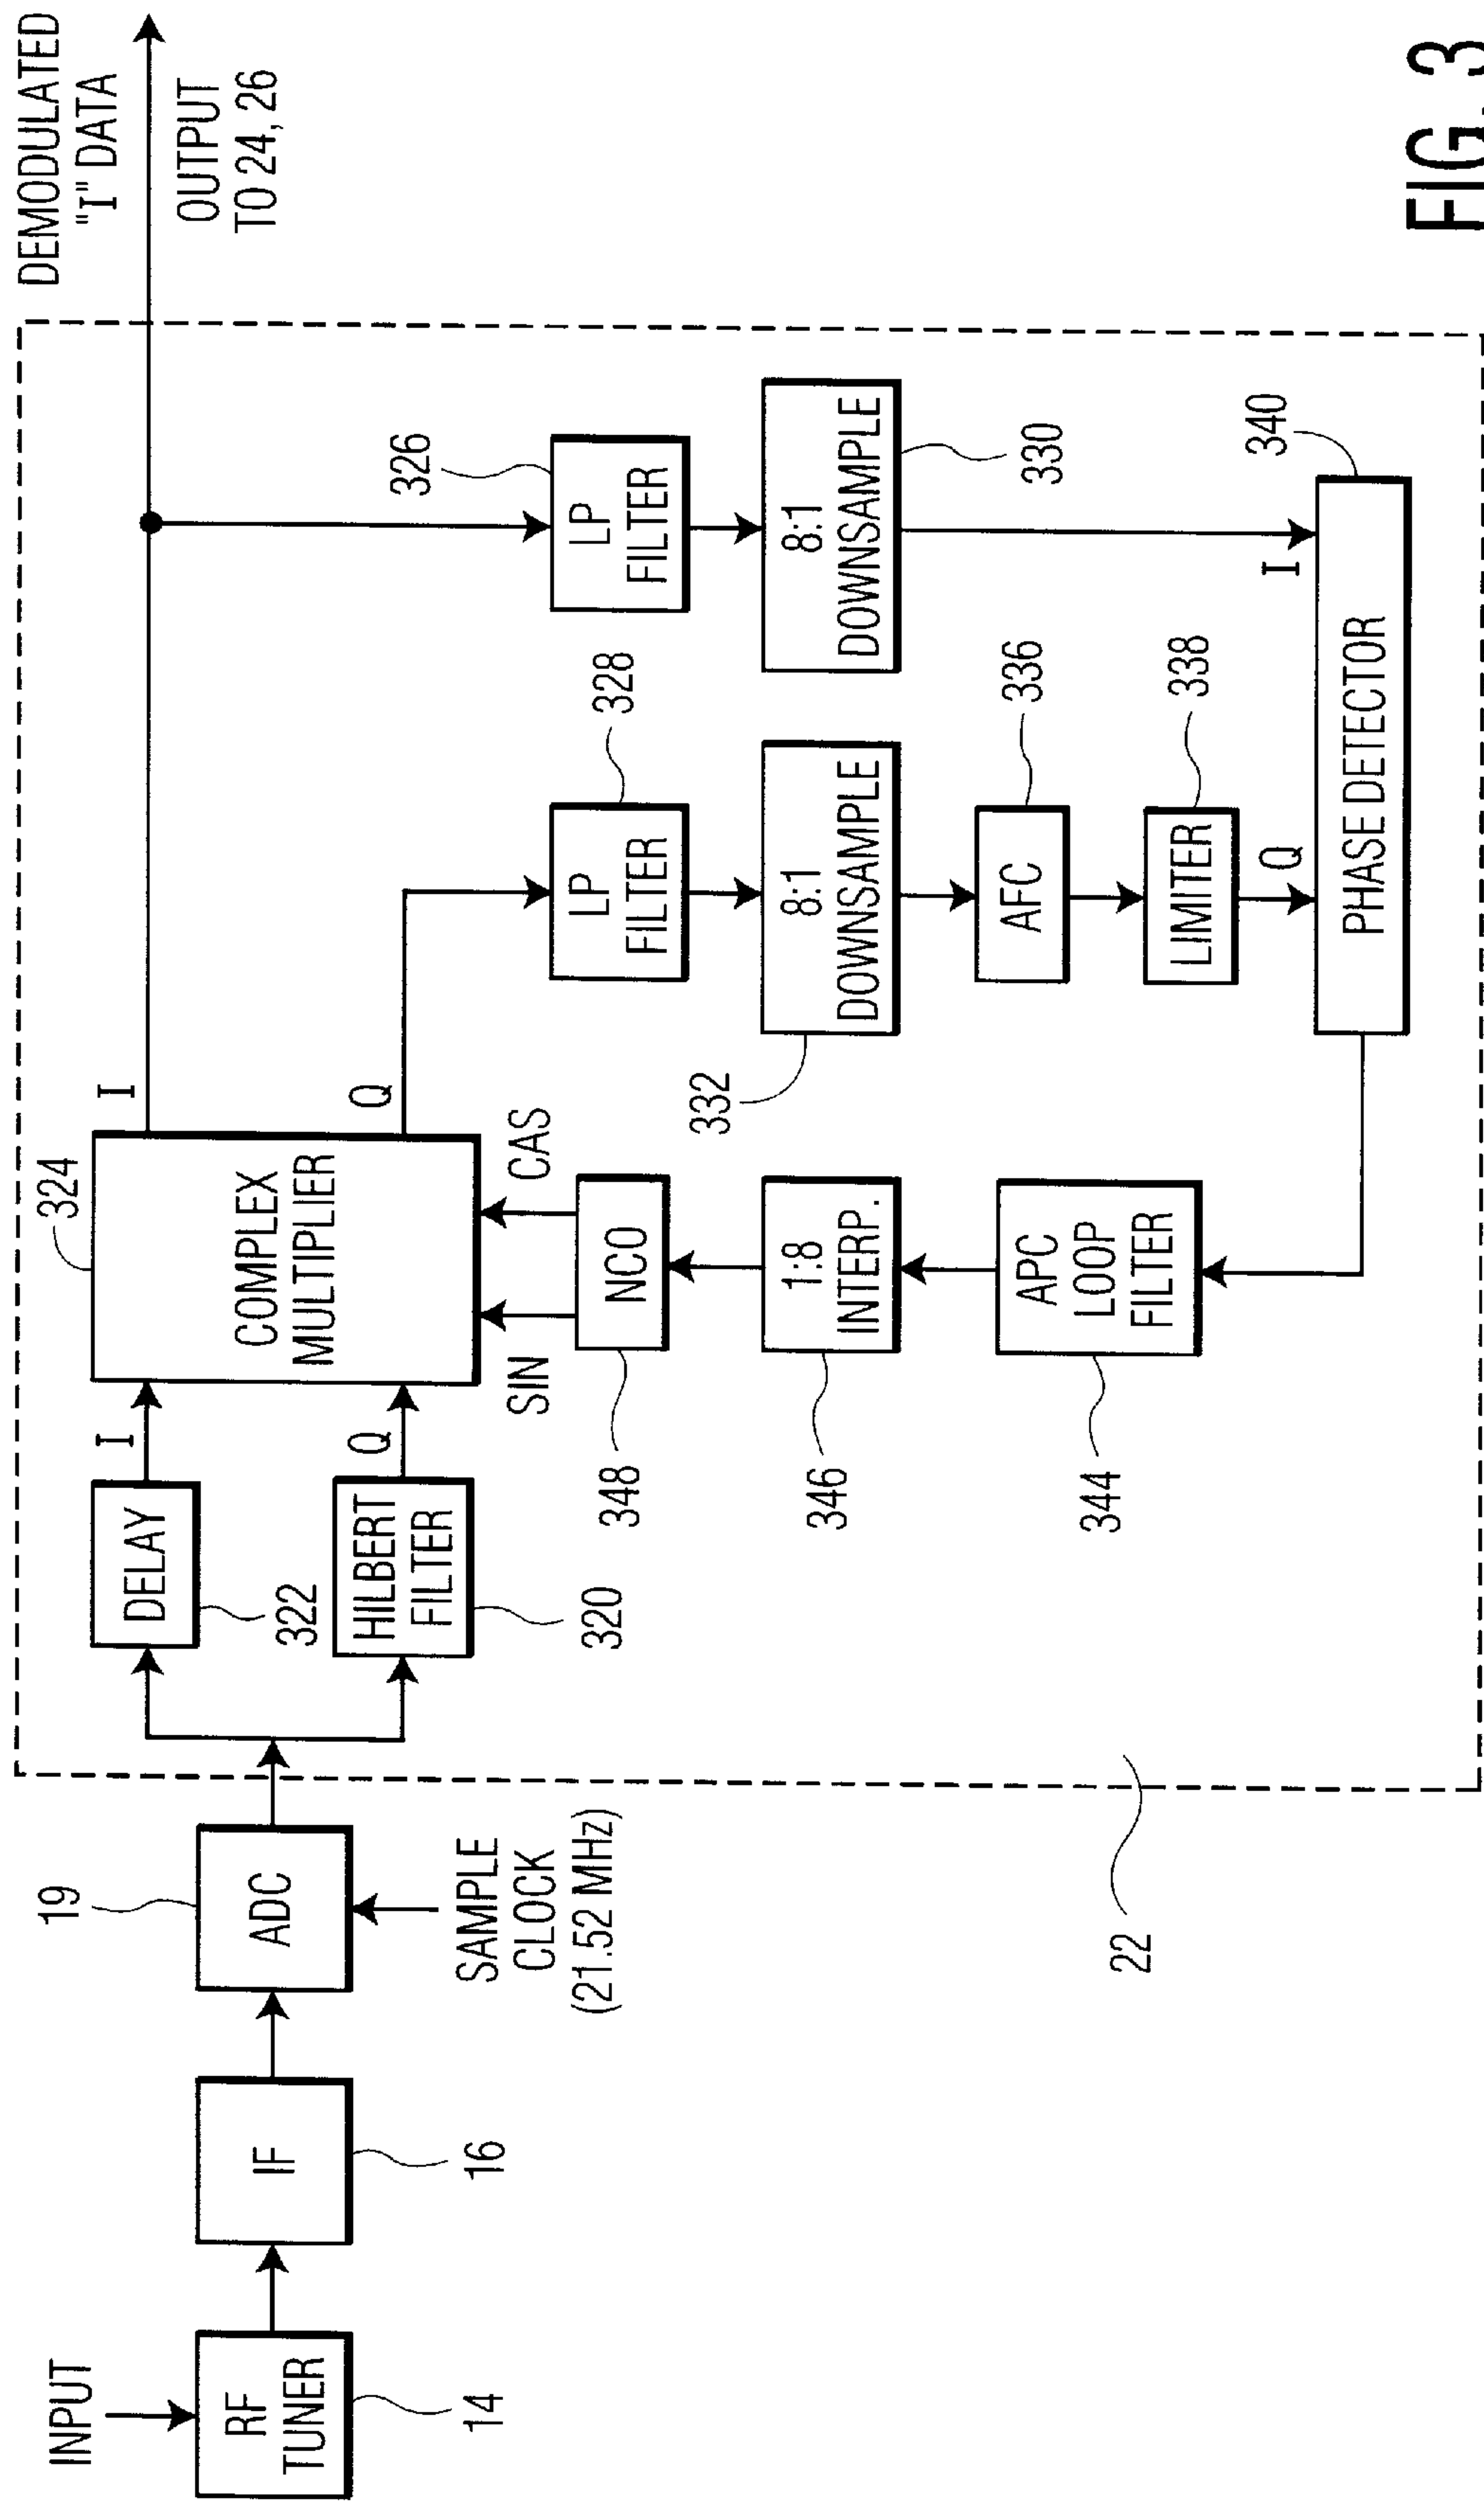 INPUT
RF
TUNER
14
IF
16
19
ADC
SAMPLE
CLOCK
(21.52 MHz)
22
DELAY
322
HILBERT
FILTER
320
I
Q
324
COMPLEX
MULTIPLIER
SIN
CAS
NCO
348
1:8
INTERP.
346
APC
LOOP
FILTER
344
I
Q
LP
FILTER
328
8:1
DOWNSAMPLE
332
AFC
336
LIMITER
338
Q
326
LP
FILTER
8:1
DOWNSAMPLE
330
I
340
PHASE DETECTOR
DEMODULATED
"I" DATA
OUTPUT
TO 24, 26
FIG. 3